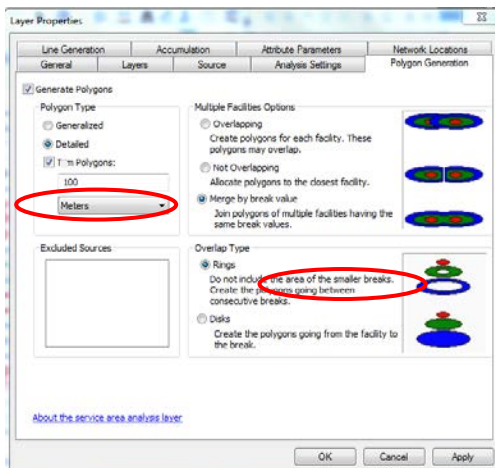 Layer Properties
Line Generation Accumulation Attribute Parameters Network Locations
General Layers Source Analysis Settings Polygon Generation
Generate Polygons
Polygon Type
Generalized
Detailed
Polygons:
100
Meters
Excluded Sources
Multiple Facilities Options
Overlapping
Create polygons for each facility. These
polygons may overlap.
Not Overlapping
Allocate polygons to the closest facility.
Merge by break value
Join polygons of multiple facilities having the
same break values.
Overlap Type
Rings
Do not include the area of the smaller breaks.
Create the polygons going between
consecutive breaks.
Disks
Create the polygons going from the facility to
the break.
About the service area analysis layer
OK Cancel Apply